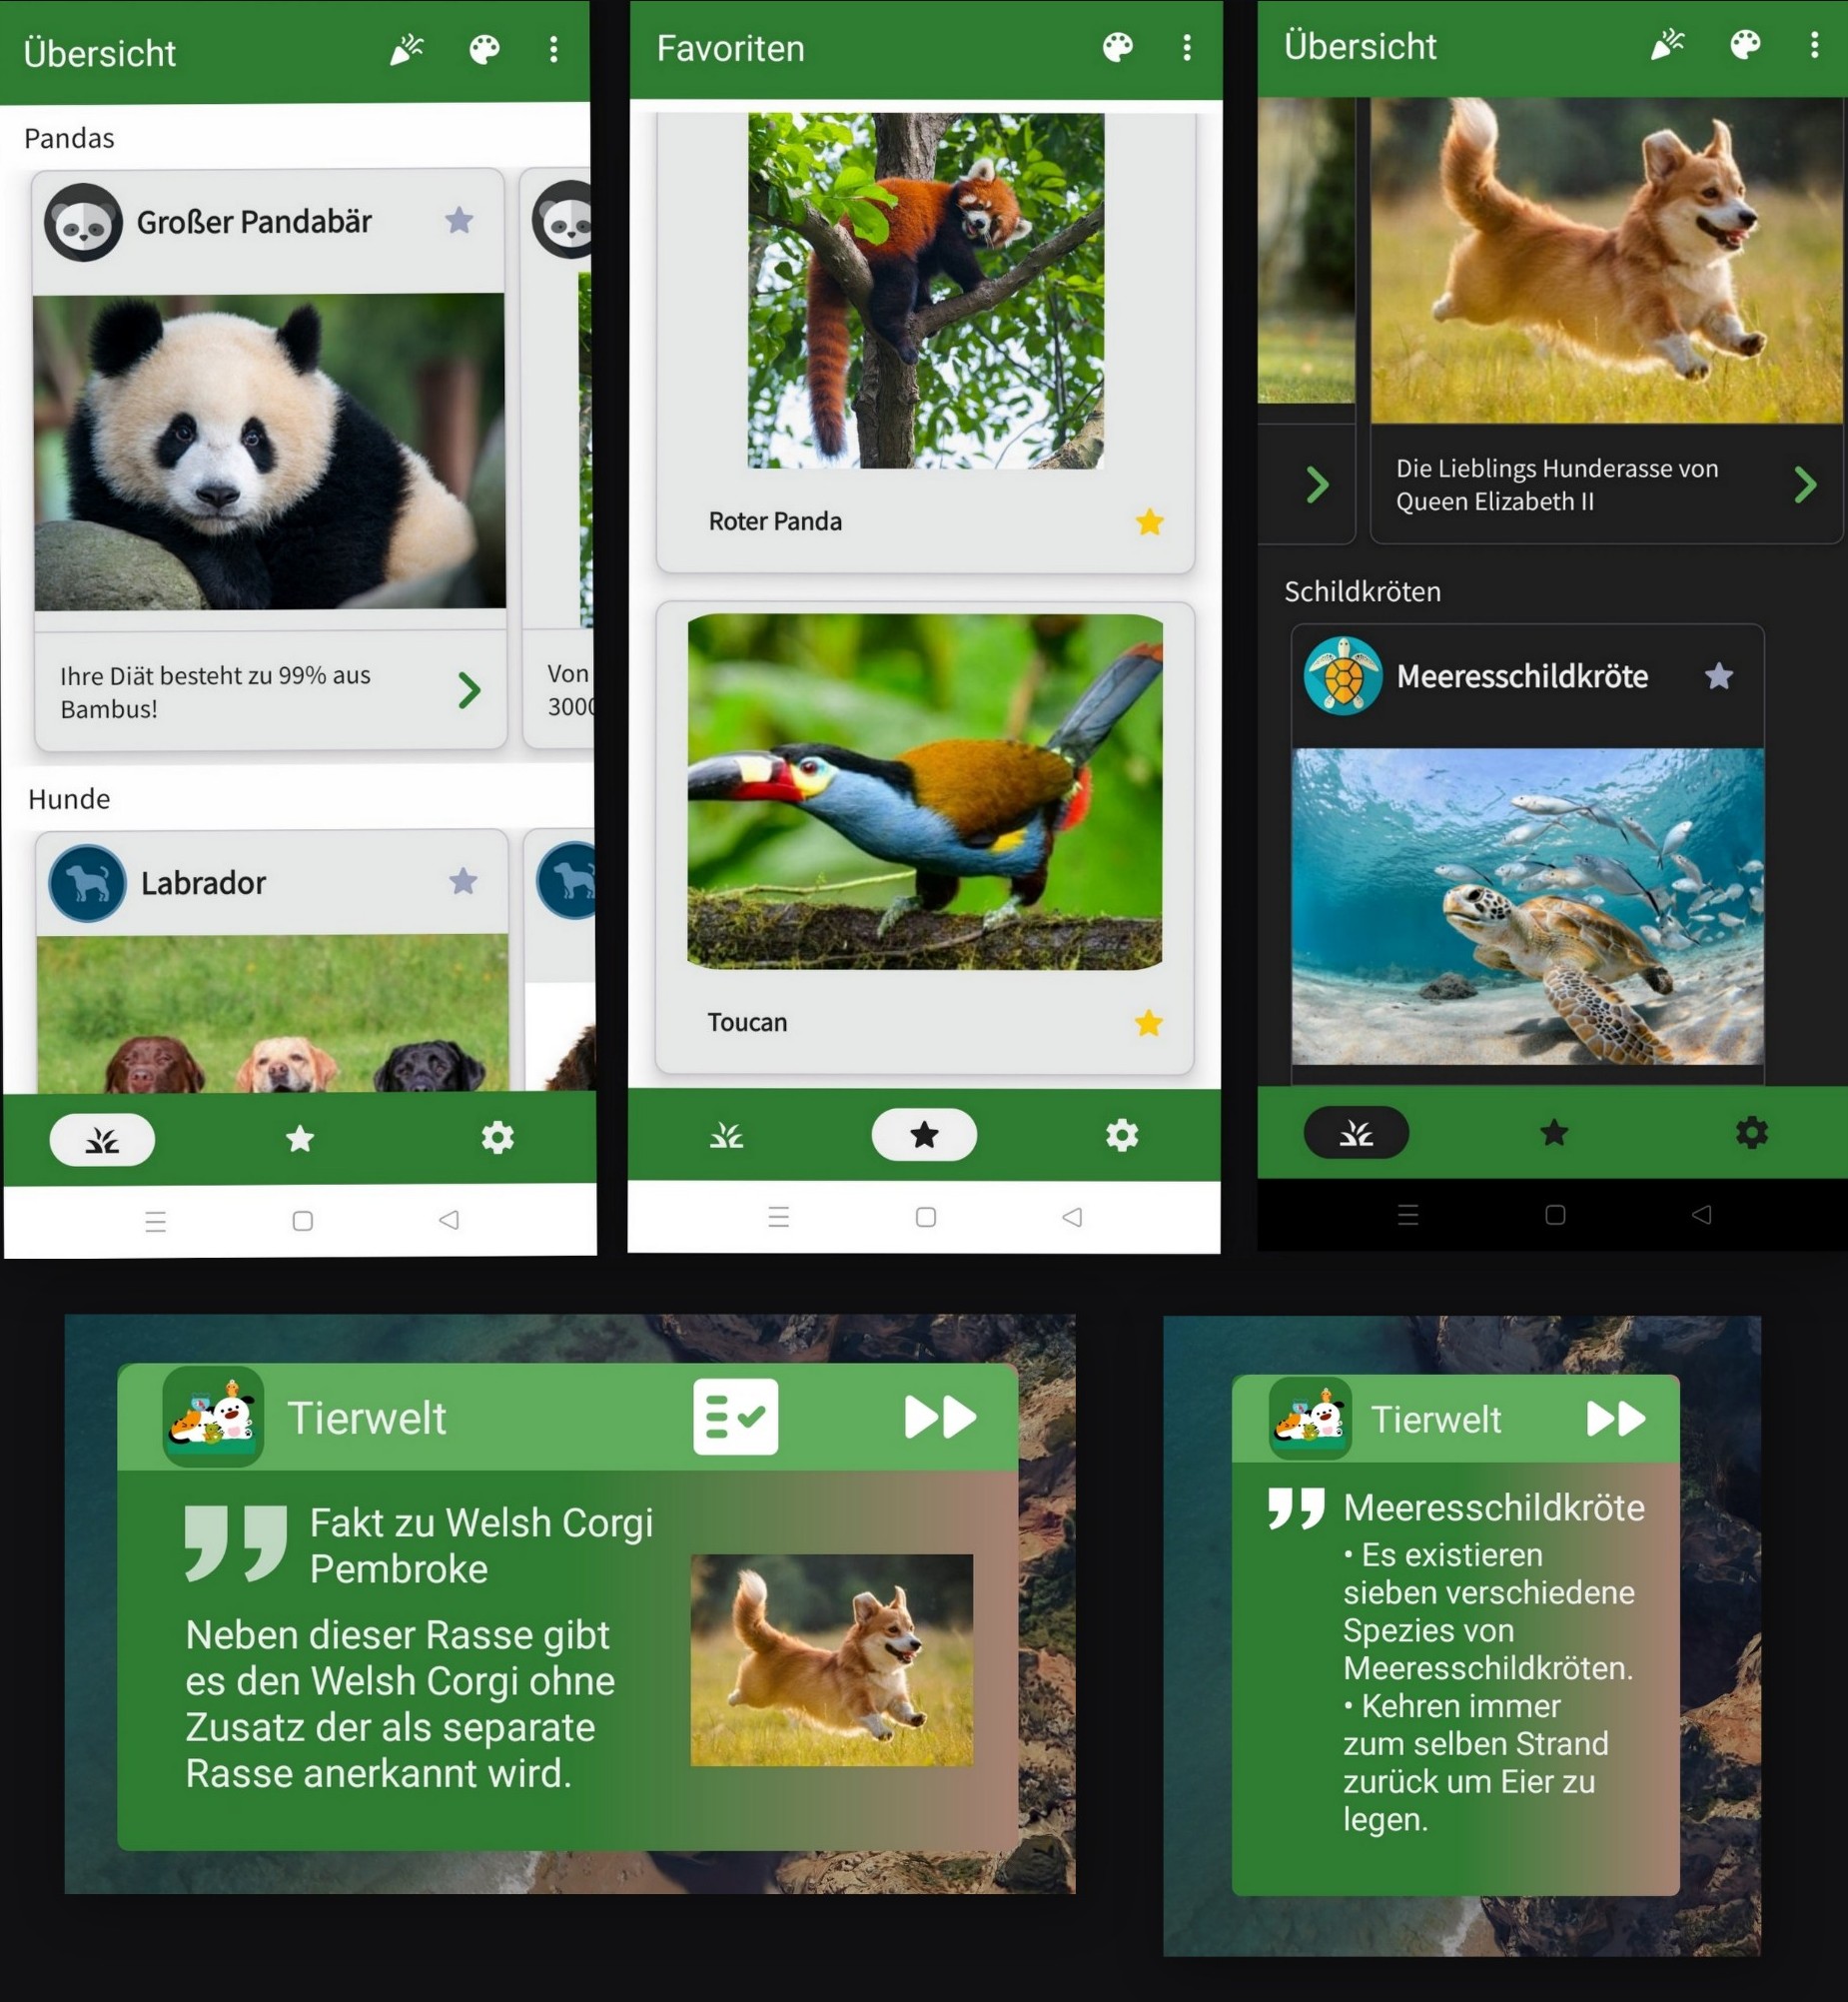 Übersicht
Pandas
Großer Pandabär
Ihre Diät besteht zu 99% aus
Bambus!
Von
300
Hunde
Labrador
Favoriten
Roter Panda
Toucan
Übersicht
Die Lieblings Hunderasse von
Queen Elizabeth II
Schildkröten
Meeresschildkröte
Tierwelt
Fakt zu Welsh Corgi
Pembroke
Neben dieser Rasse gibt
es den Welsh Corgi ohne
Zusatz der als separate
Rasse anerkannt wird.
Tierwelt
Meeresschildkröte
• Es existieren
sieben verschiedene
Spezies von
Meeresschildkröten.
• Kehren immer
zum selben Strand
zurück um Eier zu
legen.